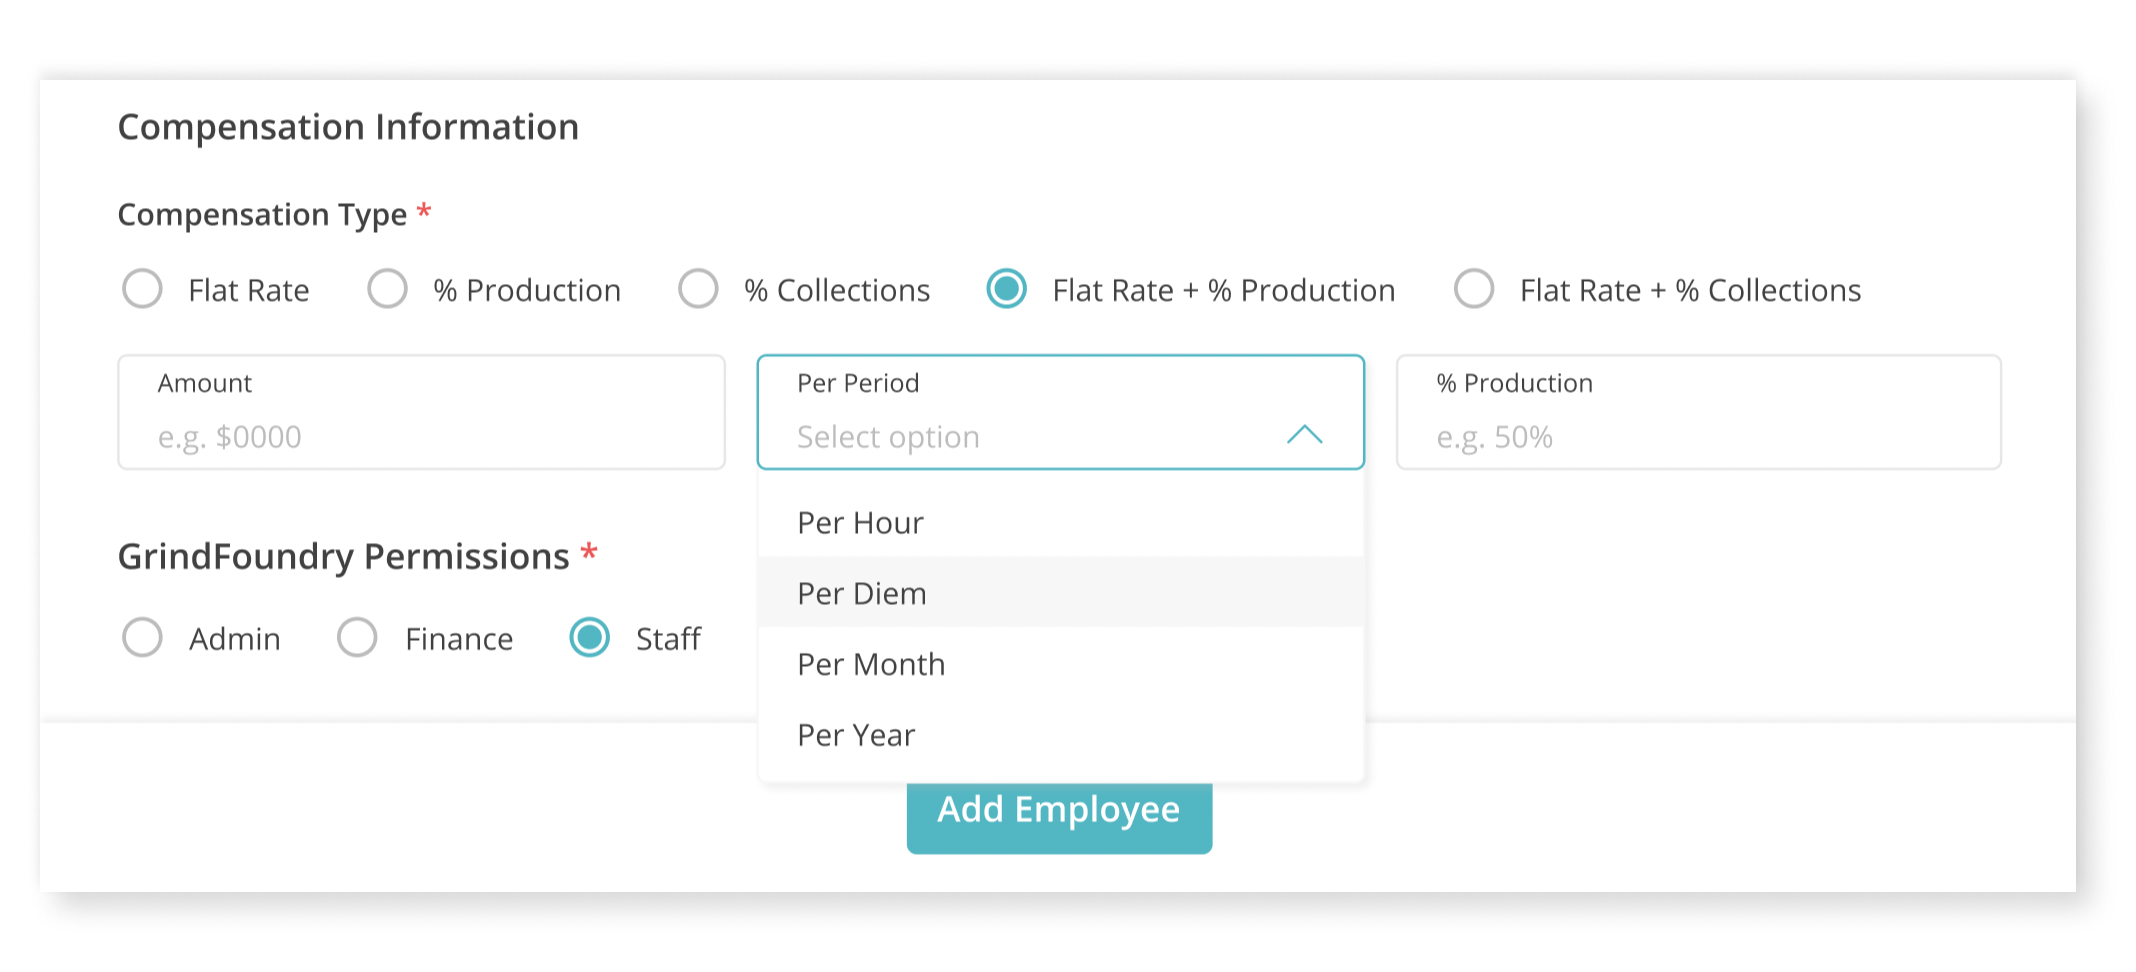 Compensation Information
Compensation Type *
Flat Rate
% Production
% Collections
Flat Rate + % Production
Flat Rate + % Collections
Amount
e.g. $0000
Per Period
Select option
% Production
e.g. 50%
Per Hour
Per Diem
Per Month
Per Year
GrindFoundry Permissions *
Admin
Finance
Staff
Add Employee